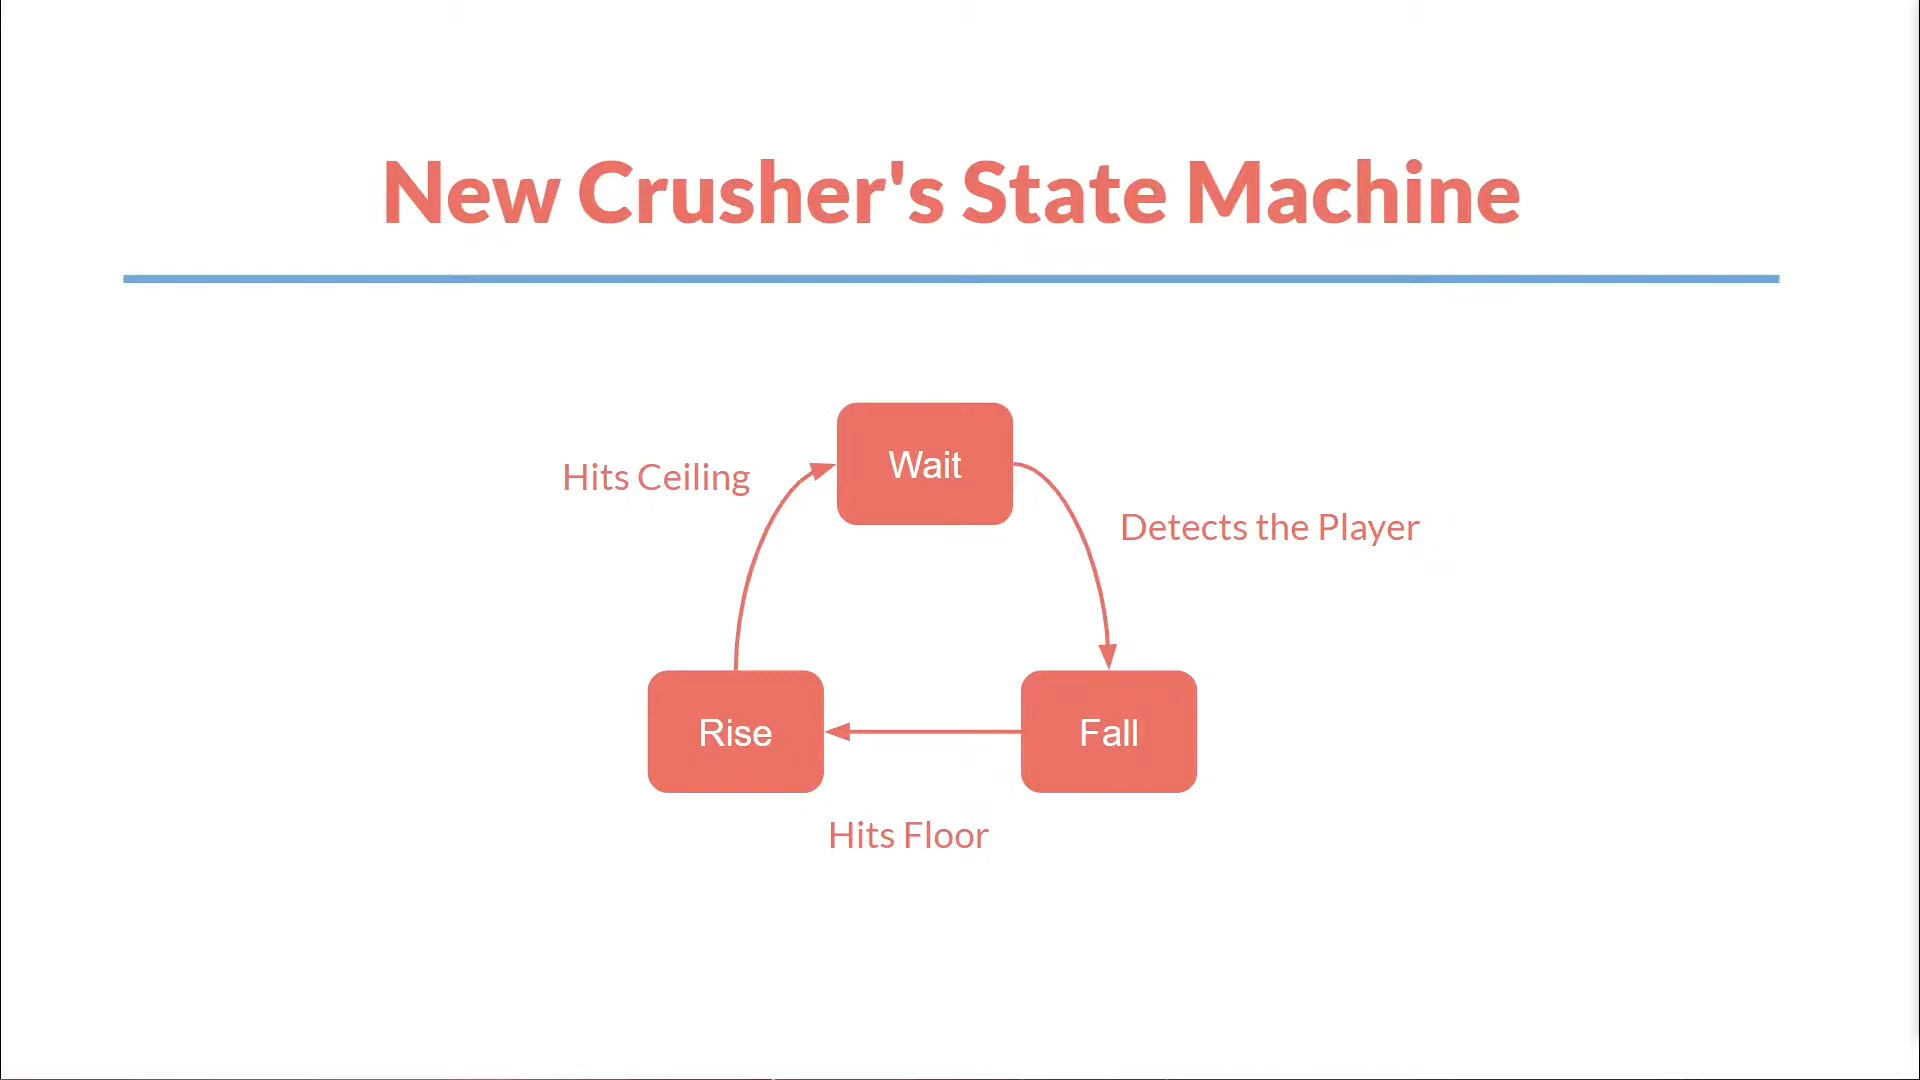 New Crusher's State Machine
Wait
Hits Ceiling
Detects the Player
Rise
Fall
Hits Floor